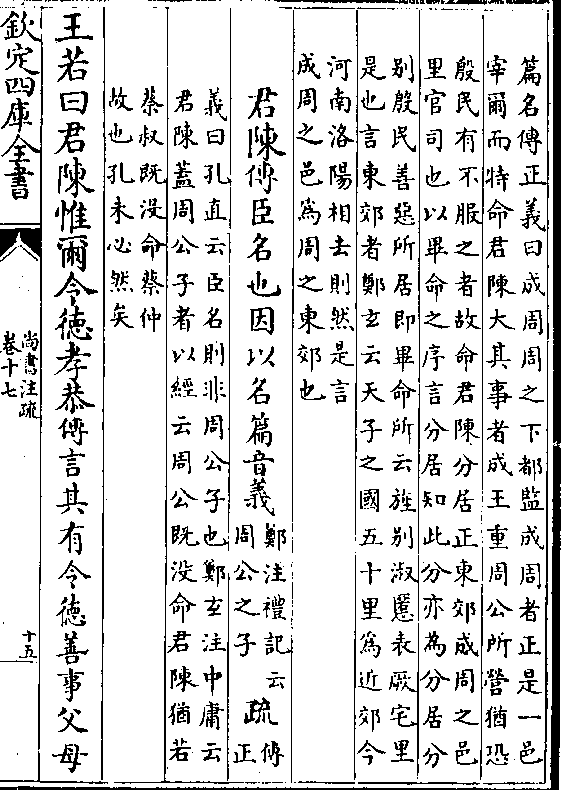 篇名傳正義曰成周周之下都監成周者正是一邑
宰爾而特命君陳大其事者成王重周公所營猶恐
殷民有不服之者故命君陳分居正東郊成周之邑
里官司也以畢命之序言分居知此分亦為分居分
别殷民善惡所居即畢命所云旌别淑慝表厥宅里
是也言東郊者鄭玄云天子之國五十里爲近郊今
河南洛陽相去則然是言
成周之邑爲周之東郊也
君陳傳臣名也因以名篇音義
鄭注禮記云
周公之子
疏
傳
正
義曰孔直云臣名則非周公子也鄭玄注中庸云
君陳蓋周公子者以經云周公既没命君陳猶若
蔡叔既没命蔡仲
故也孔未必然矣
王若曰君陳惟爾令德孝恭傳言其有令德善事父母
欽定四庫全書
尚書注疏
卷十七
十五